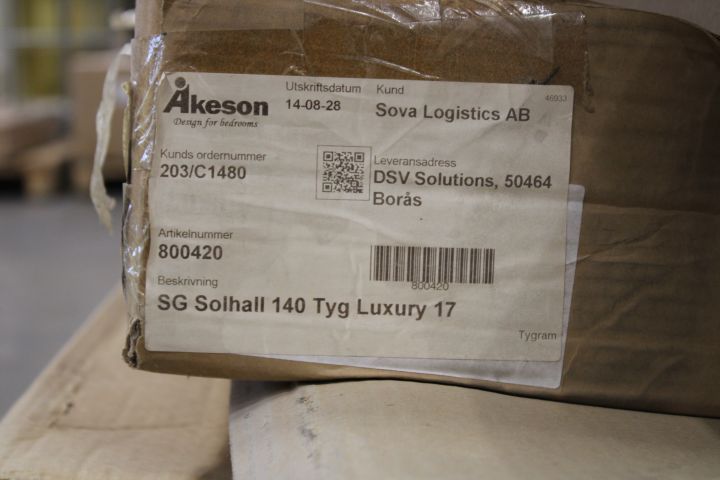 Åkeson
Design for bedrooms
Utskriftsdatum
14-08-28
Kund
Sova Logistics AB
46933
Kunds ordernummer
203/C1480
Leveransadress
DSV Solutions, 50464
Borås
Artikelnummer
800420
800420
Beskrivning
SG Solhall 140 Tyg Luxury 17
Tygram